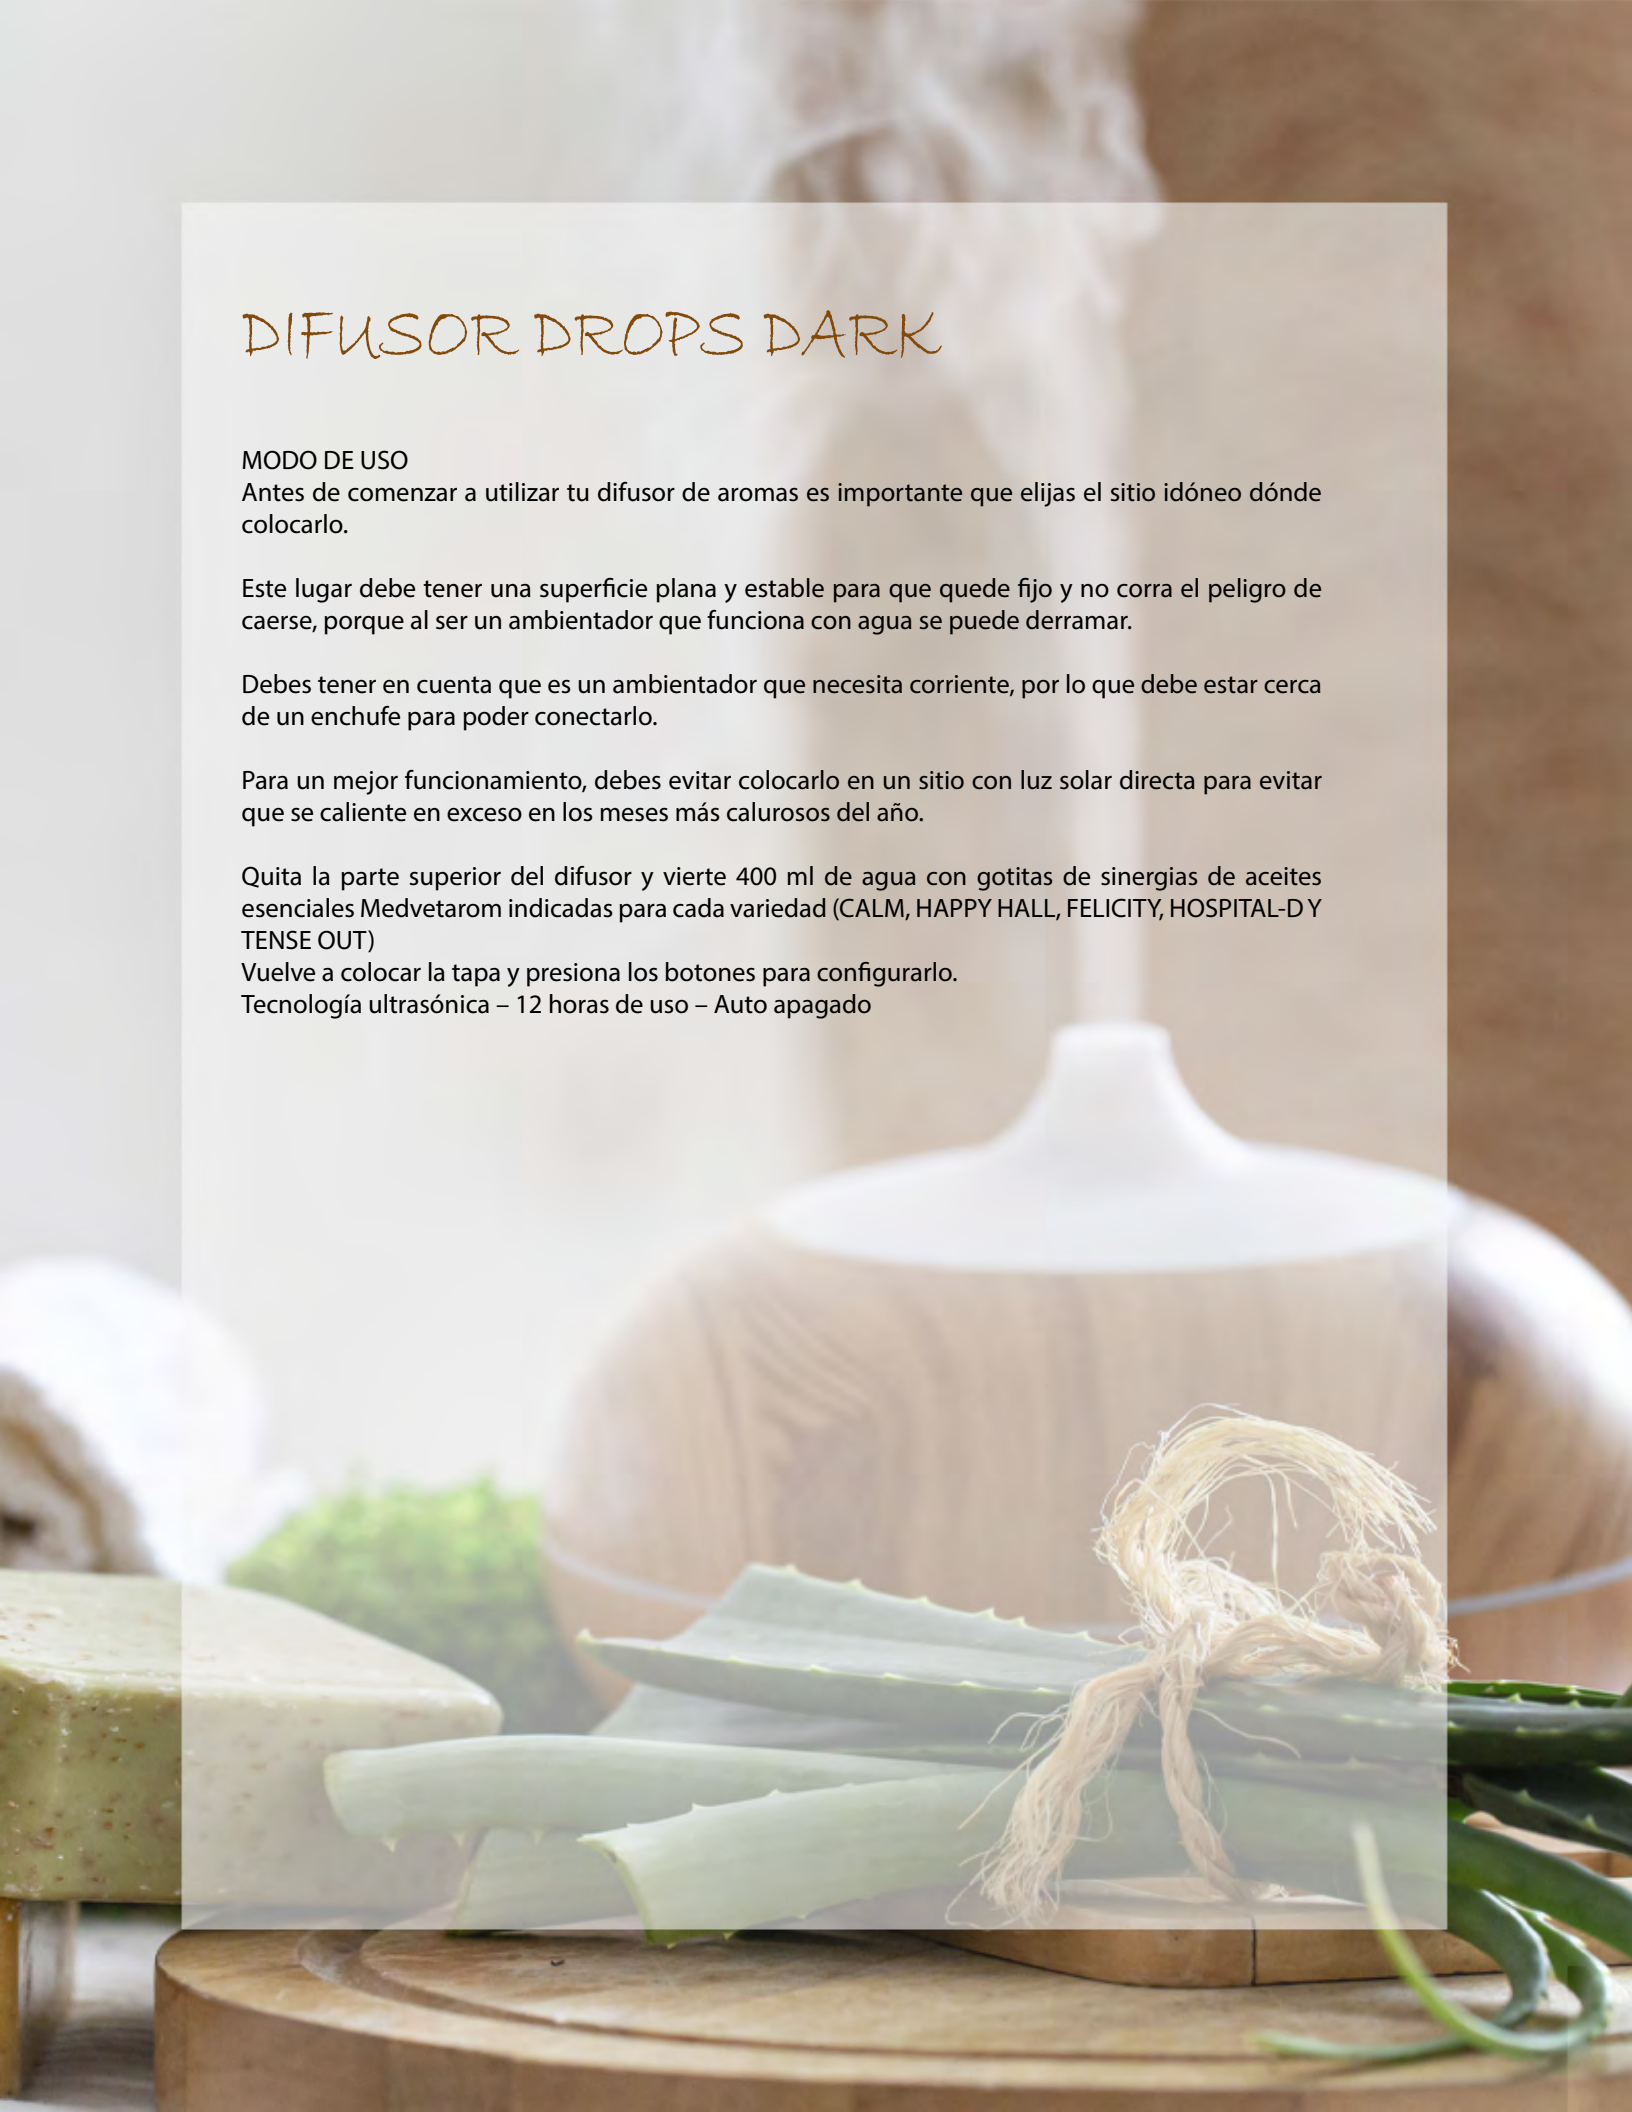 DIFUSOR DROPS DARK
MODO DE USO
Antes de comenzar a utilizar tu difusor de aromas es importante que elijas el sitio idóneo dónde
colocarlo.
Este lugar debe tener una superficie plana y estable para que quede fijo y no corra el peligro de
caerse, porque al ser un ambientador que funciona con agua se puede derramar.
Debes tener en cuenta que es un ambientador que necesita corriente, por lo que debe estar cerca
de un enchufe para poder conectarlo.
Para un mejor funcionamiento, debes evitar colocarlo en un sitio con luz solar directa para evitar
que se caliente en exceso en los meses más calurosos del año.
Quita la parte superior del difusor y vierte 400 ml de agua con gotitas de sinergias de aceites
esenciales Medvetarom indicadas para cada variedad (CALM, HAPPY HALL, FELICITY, HOSPITAL-D Y
TENSE OUT)
Vuelve a colocar la tapa y presiona los botones para configurarlo.
Tecnología ultrasónica – 12 horas de uso – Auto apagado